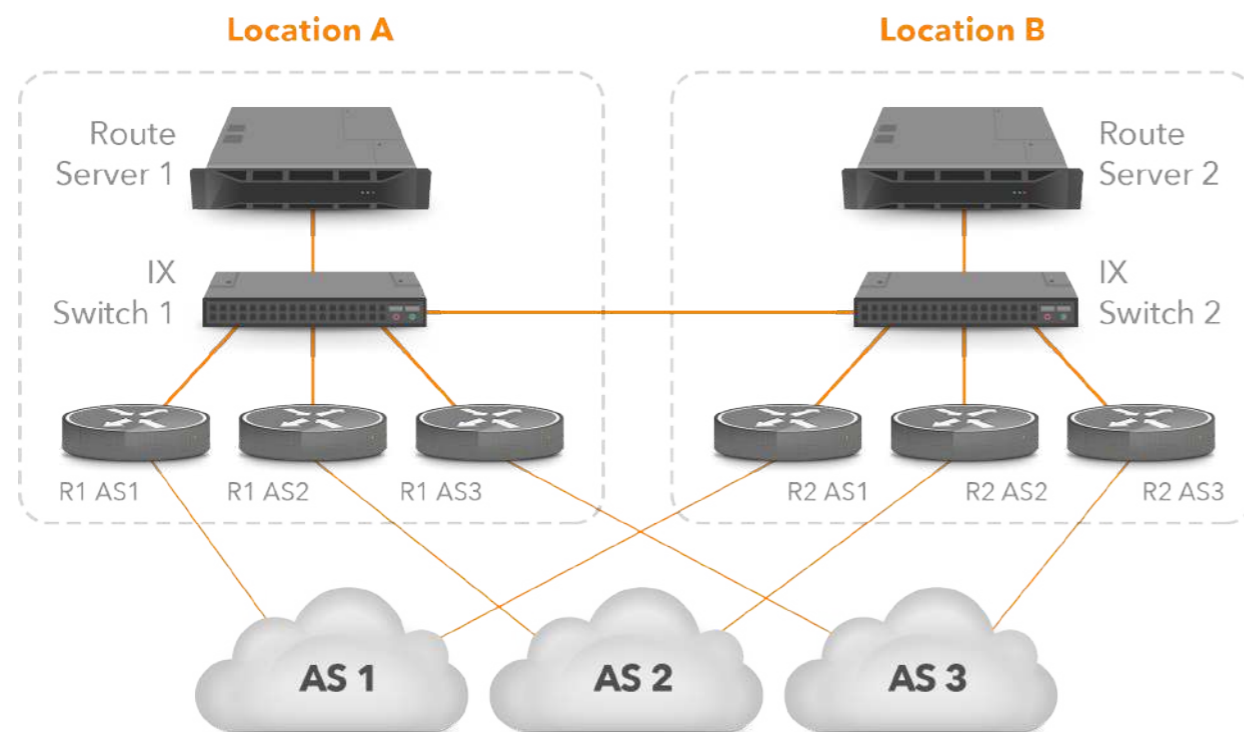 Location A
Location B
Route
Server 1
Route
Server 2
IX
Switch 1
IX
Switch 2
R1 AS1
R1 AS2
R1 AS3
R2 AS1
R2 AS2
R2 AS3
AS 1
AS 2
AS 3